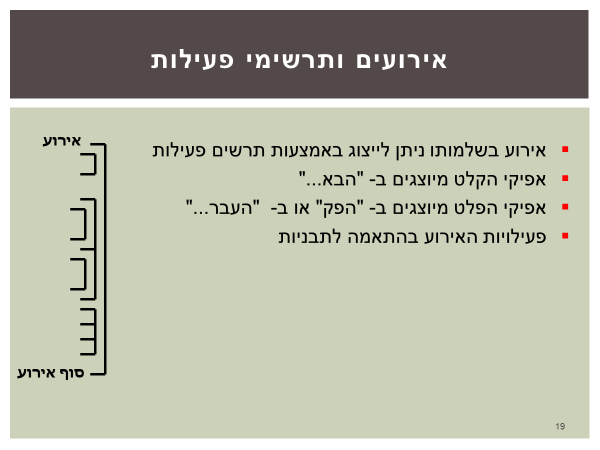 אירועים ותרשימי פעילות
אירוע בשלמותו ניתן לייצוג באמצעות תרשים פעילות
אפיקי הקלט מיוצגים ב- "הבא..."
אפיקי הפלט מיוצגים ב- "הפק" או ב- "העבר..."
פעילויות האירוע בהתאמה לתבניות
אירוע
סוף אירוע
19